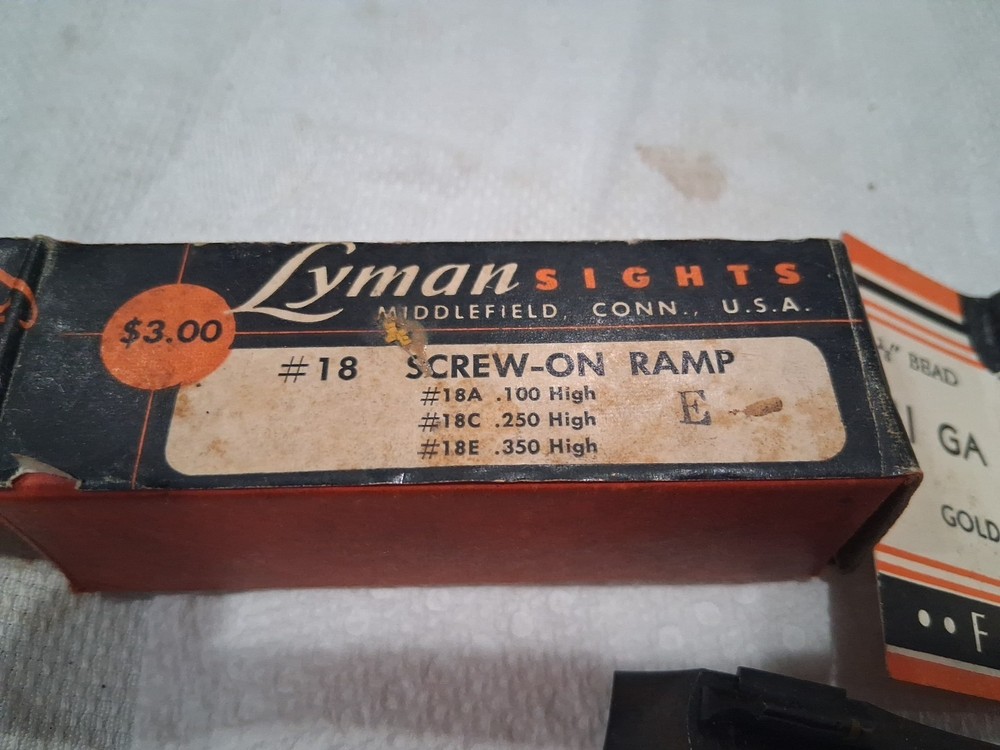 Lyman SIGHTS
MIDDLEFIELD, CONN., U.S.A.
$3.00
#18 SCREW-ON RAMP
#18A .100 High
#18C .250 High
#18E .350 High
E
BEAD
GA
GOLD
F